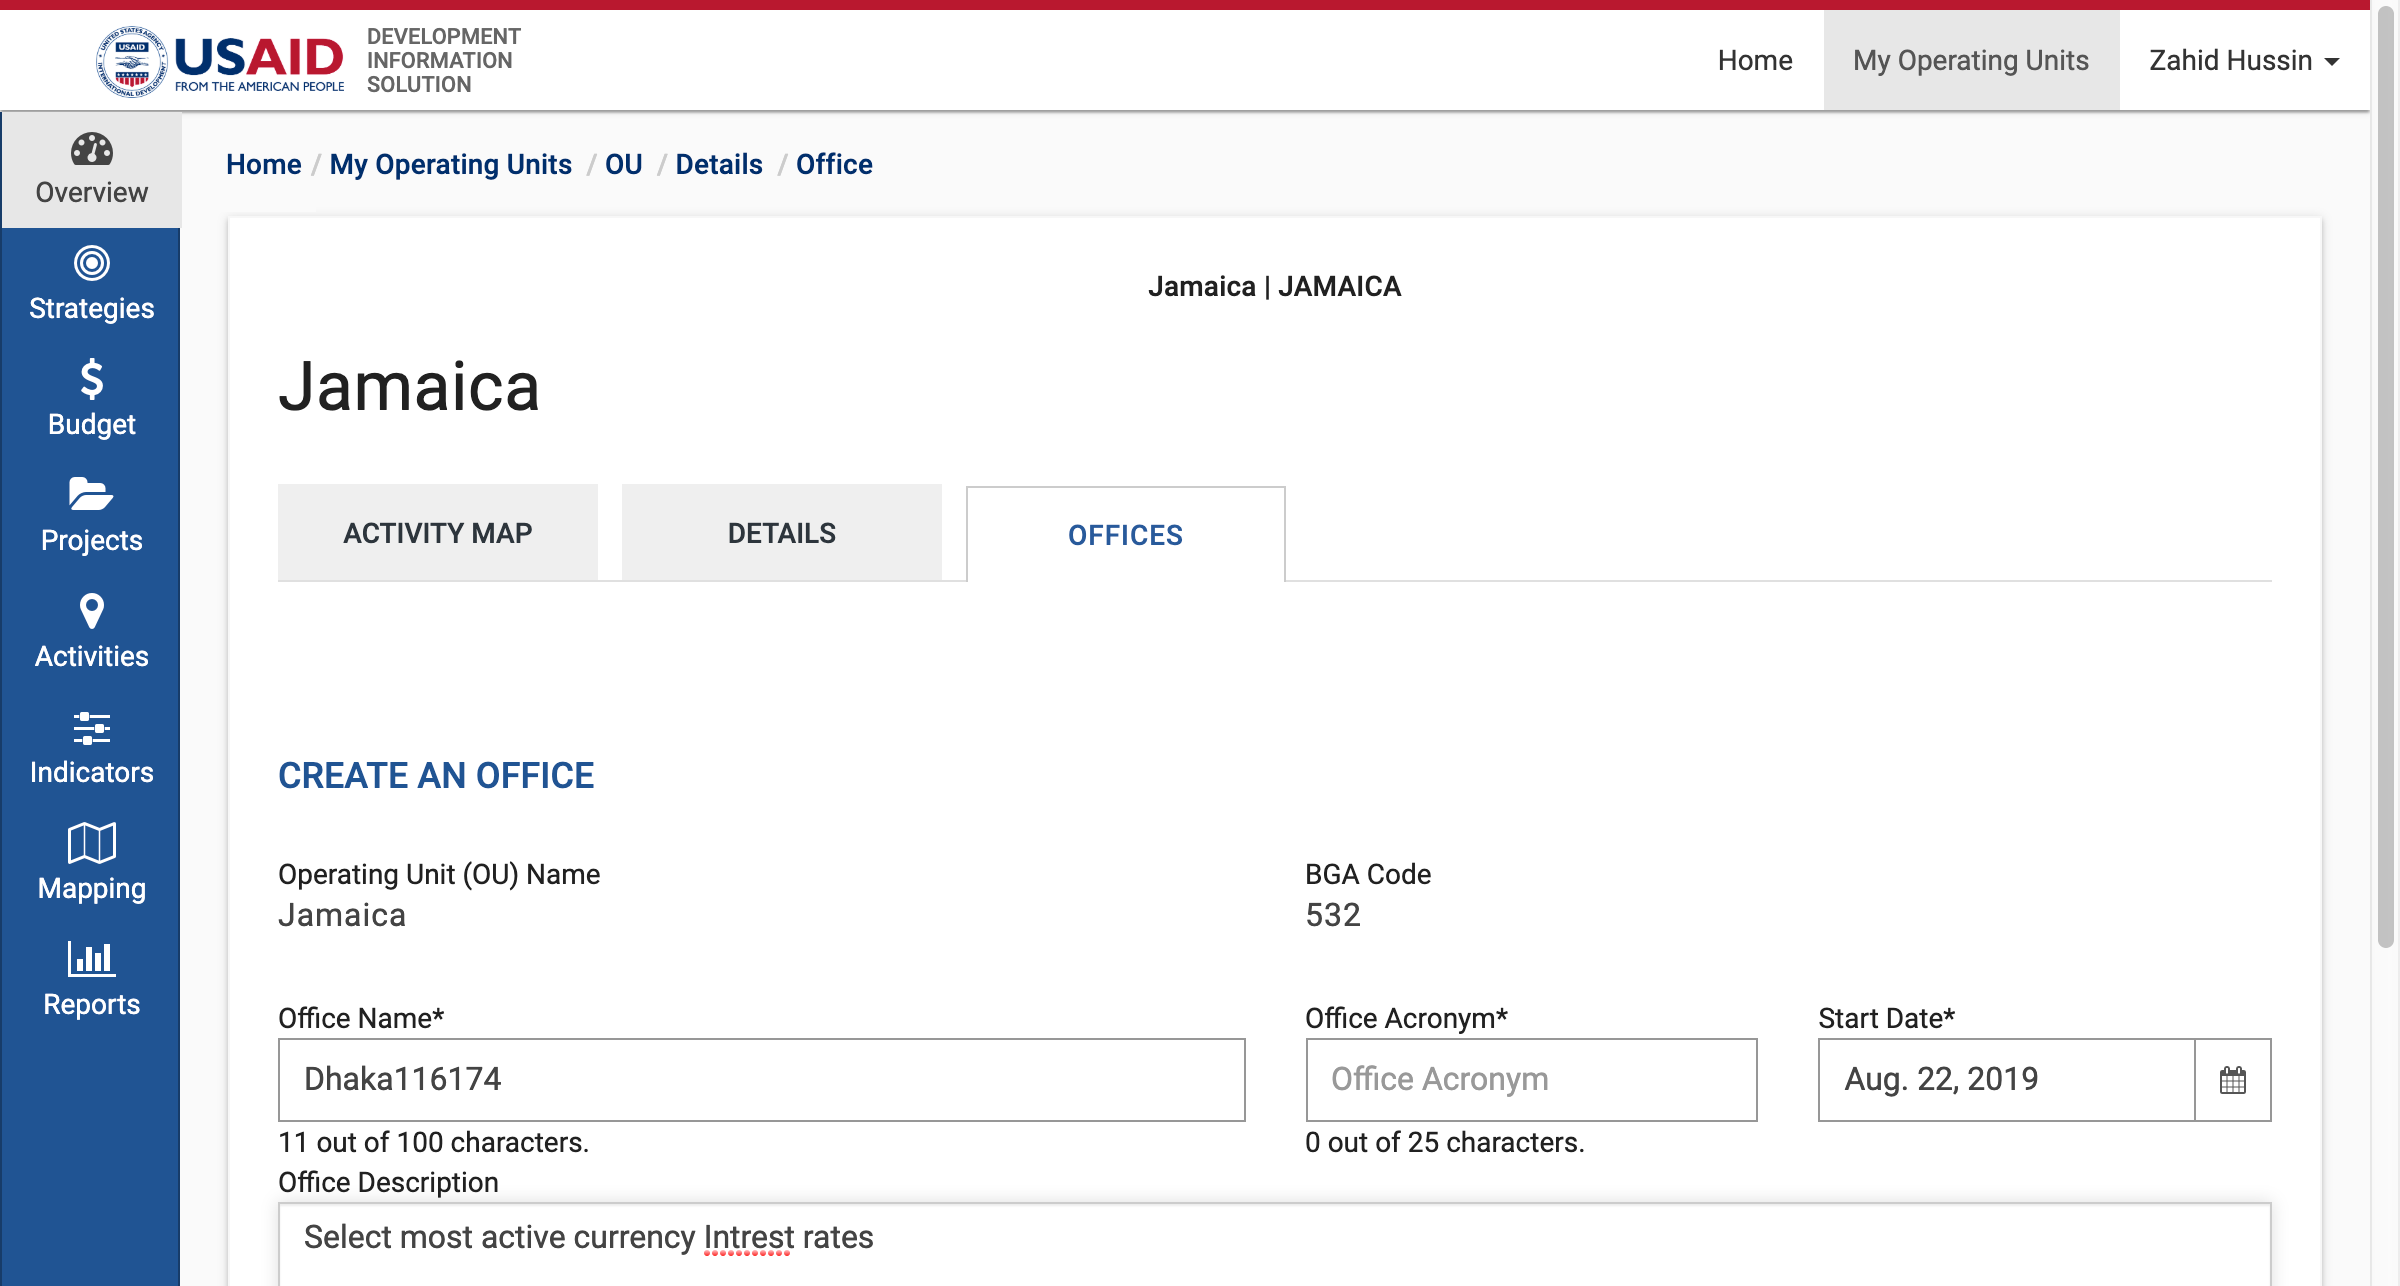 USAID
FROM THE AMERICAN PEOPLE
DEVELOPMENT
INFORMATION
SOLUTION
Home
My Operating Units
Zahid Hussin
Overview
Strategies
Budget
Projects
Activities
Indicators
Mapping
Reports
Home / My Operating Units / OU / Details / Office
Jamaica | JAMAICA
Jamaica
ACTIVITY MAP
DETAILS
OFFICES
CREATE AN OFFICE
Operating Unit (OU) Name
Jamaica
BGA Code
532
Office Name*
Dhaka116174
11 out of 100 characters.
Office Acronym*
Office Acronym
0 out of 25 characters.
Start Date*
Aug. 22, 2019
Office Description
Select most active currency Intrest rates